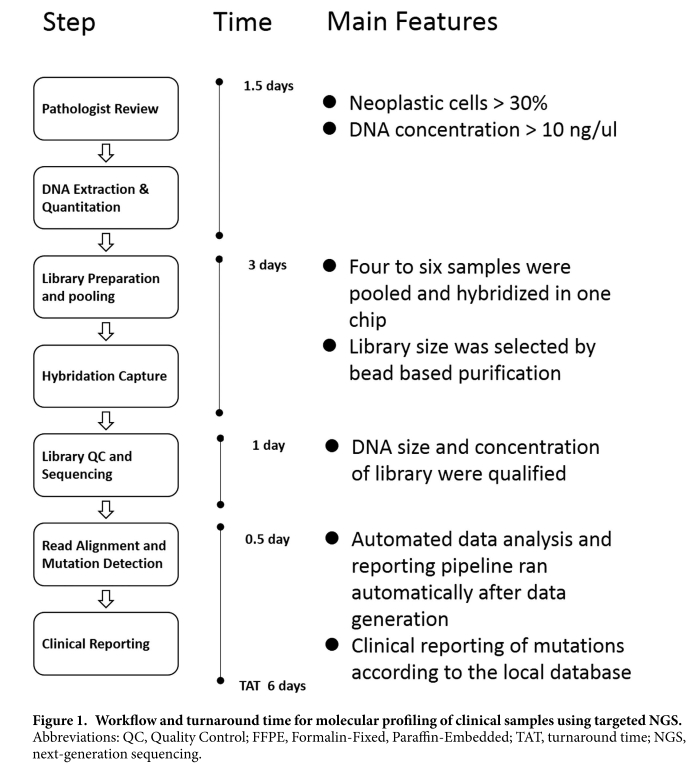 Step Time Main Features
Pathologist Review
1.5 days
● Neoplastic cells > 30%
● DNA concentration > 10 ng/ul
DNA Extraction &
Quantitation
Library Preparation
and pooling
3 days
● Four to six samples were
pooled and hybridized in one
chip
● Library size was selected by
bead based purification
Hybridation Capture
Library QC and
Sequencing
1 day
● DNA size and concentration
of library were qualified
Read Alignment and
Mutation Detection
0.5 day
● Automated data analysis and
reporting pipeline ran
automatically after data
generation
● Clinical reporting of mutations
according to the local database
Clinical Reporting
TAT 6 days
Figure 1. Workflow and turnaround time for molecular profiling of clinical samples using targeted NGS.
Abbreviations: QC, Quality Control; FFPE, Formalin-Fixed, Paraffin-Embedded; TAT, turnaround time; NGS,
next-generation sequencing.